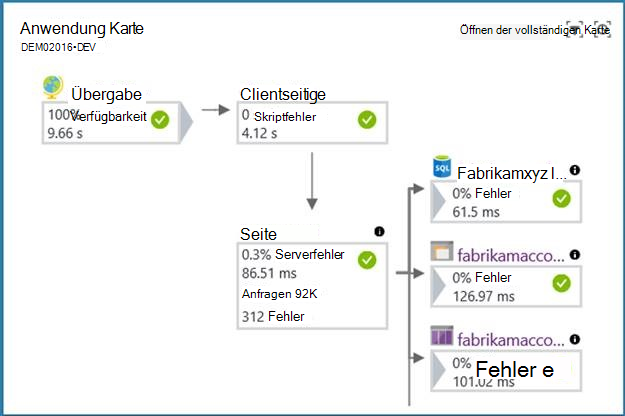 Anwendung Karte
Öffnen der vollständigen Karte
DEM02016•DEV
Übergabe
100% Verfügbarkeit
9.66 s
Clientseitige
0 Skriptfehler
4.12 s
Seite
0.3% Serverfehler
86.51 ms
Anfragen 92K
312 Fehler
SQL
Fabrikamxyz l...
0% Fehler
61.5 ms
fabrikamacco...
0% Fehler
126.97 ms
fabrikamacco...
0% Fehler e
101.02 ms